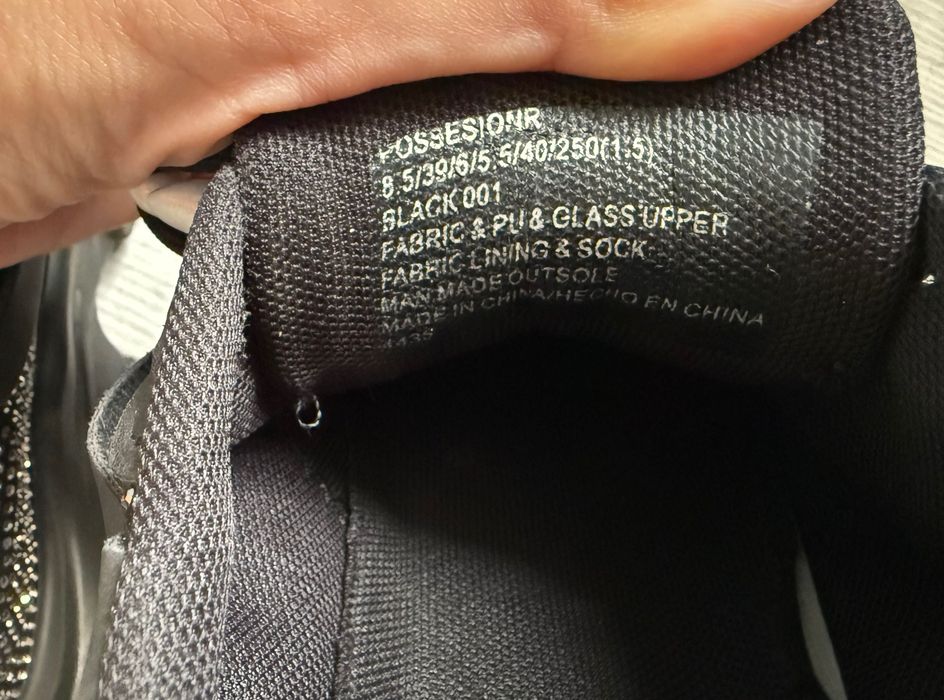 POSSESIONR
8.5/39/6/5.5/40/250(1.5)
BLACK 001
FABRIC & PU & GLASS UPPER
FABRIC LINING & SOCK
MAN MADE OUTSOLE
MADE IN CHINA/HECHO EN CHINA